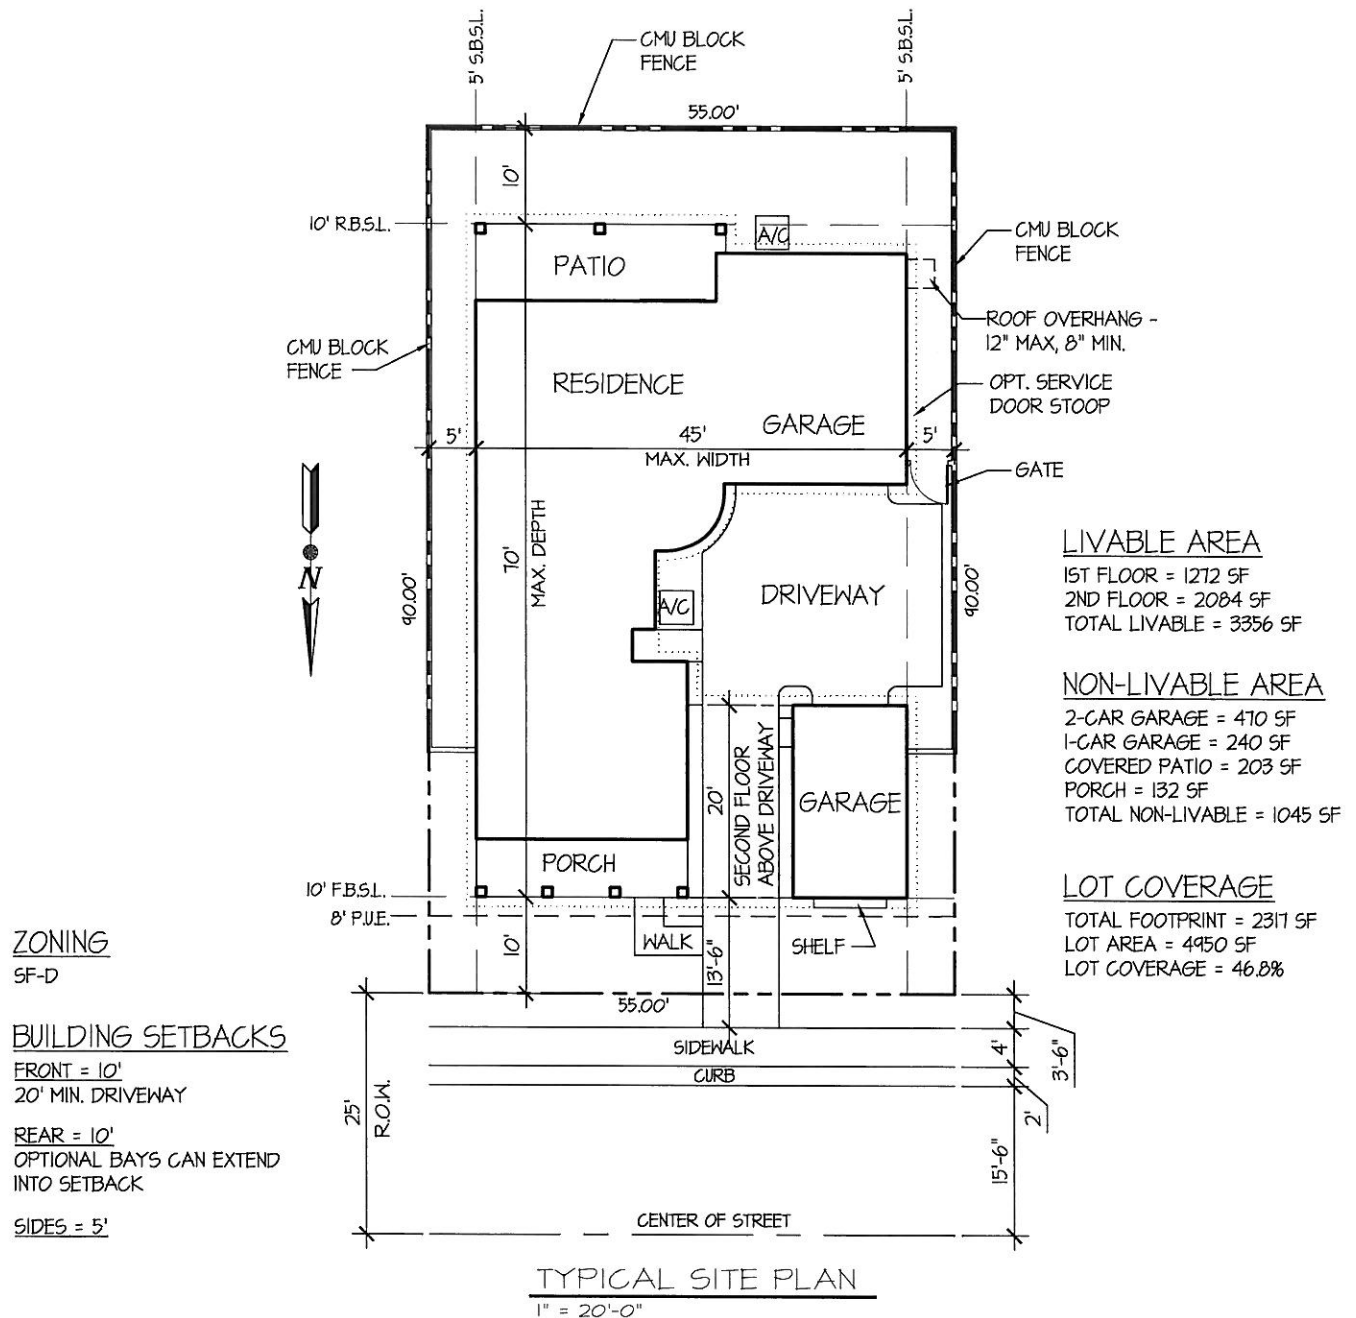 5' S.B.S.L.
CMU BLOCK
FENCE
5' S.B.S.L.
55.00'
10'
10' R.B.S.L.
A/C
CMU BLOCK
FENCE
PATIO
ROOF OVERHANG -
12" MAX, 8" MIN.
CMU BLOCK
FENCE
RESIDENCE
OPT. SERVICE
DOOR STOOP
GARAGE
5'
45'
MAX. WIDTH
5'
GATE
70'
MAX. DEPTH
N
90.00'
A/C
DRIVEWAY
90.00'
LIVABLE AREA
1ST FLOOR = 1272 SF
2ND FLOOR = 2084 SF
TOTAL LIVABLE = 3356 SF
NON-LIVABLE AREA
2-CAR GARAGE = 470 SF
1-CAR GARAGE = 240 SF
COVERED PATIO = 203 SF
PORCH = 132 SF
TOTAL NON-LIVABLE = 1045 SF
20'
SECOND FLOOR
ABOVE DRIVEWAY
GARAGE
PORCH
10' F.B.S.L.
8' P.U.E.
LOT COVERAGE
TOTAL FOOTPRINT = 2317 SF
LOT AREA = 4950 SF
LOT COVERAGE = 46.8%
10'
WALK
13'-6"
SHELF
ZONING
SF-D
55.00'
BUILDING SETBACKS
FRONT = 10'
20' MIN. DRIVEWAY
REAR = 10'
OPTIONAL BAYS CAN EXTEND
INTO SETBACK
SIDES = 5'
SIDEWALK
4'
3'-6"
CURB
2'
25'
R.O.W.
15'-6"
CENTER OF STREET
TYPICAL SITE PLAN
1" = 20'-0"